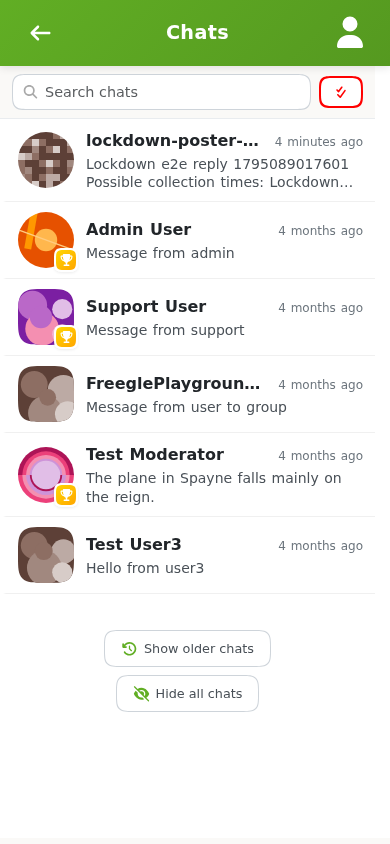 Chats
Search chats
lockdown-poster-...
4 minutes ago
Lockdown e2e reply 1795089017601
Possible collection times: Lockdown...
Admin User
4 months ago
Message from admin
Support User
4 months ago
Message from support
FreeglePlaygroun...
4 months ago
Message from user to group
Test Moderator
4 months ago
The plane in Spayne falls mainly on
the reign.
Test User3
4 months ago
Hello from user3
Show older chats
Hide all chats